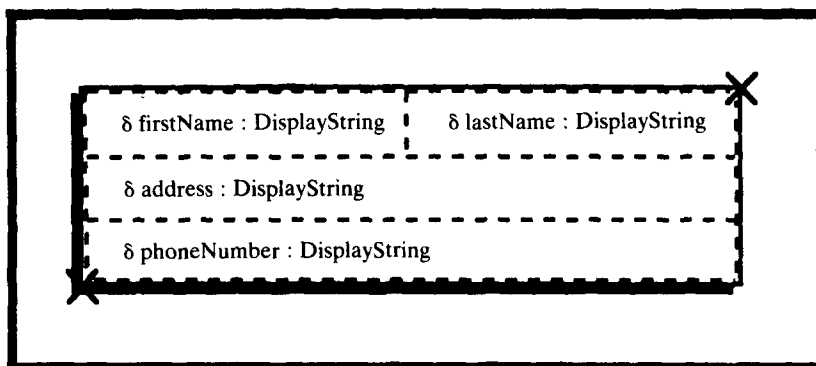 δ firstName : DisplayString δ lastName : DisplayString
δ address : DisplayString
δ phoneNumber : DisplayString